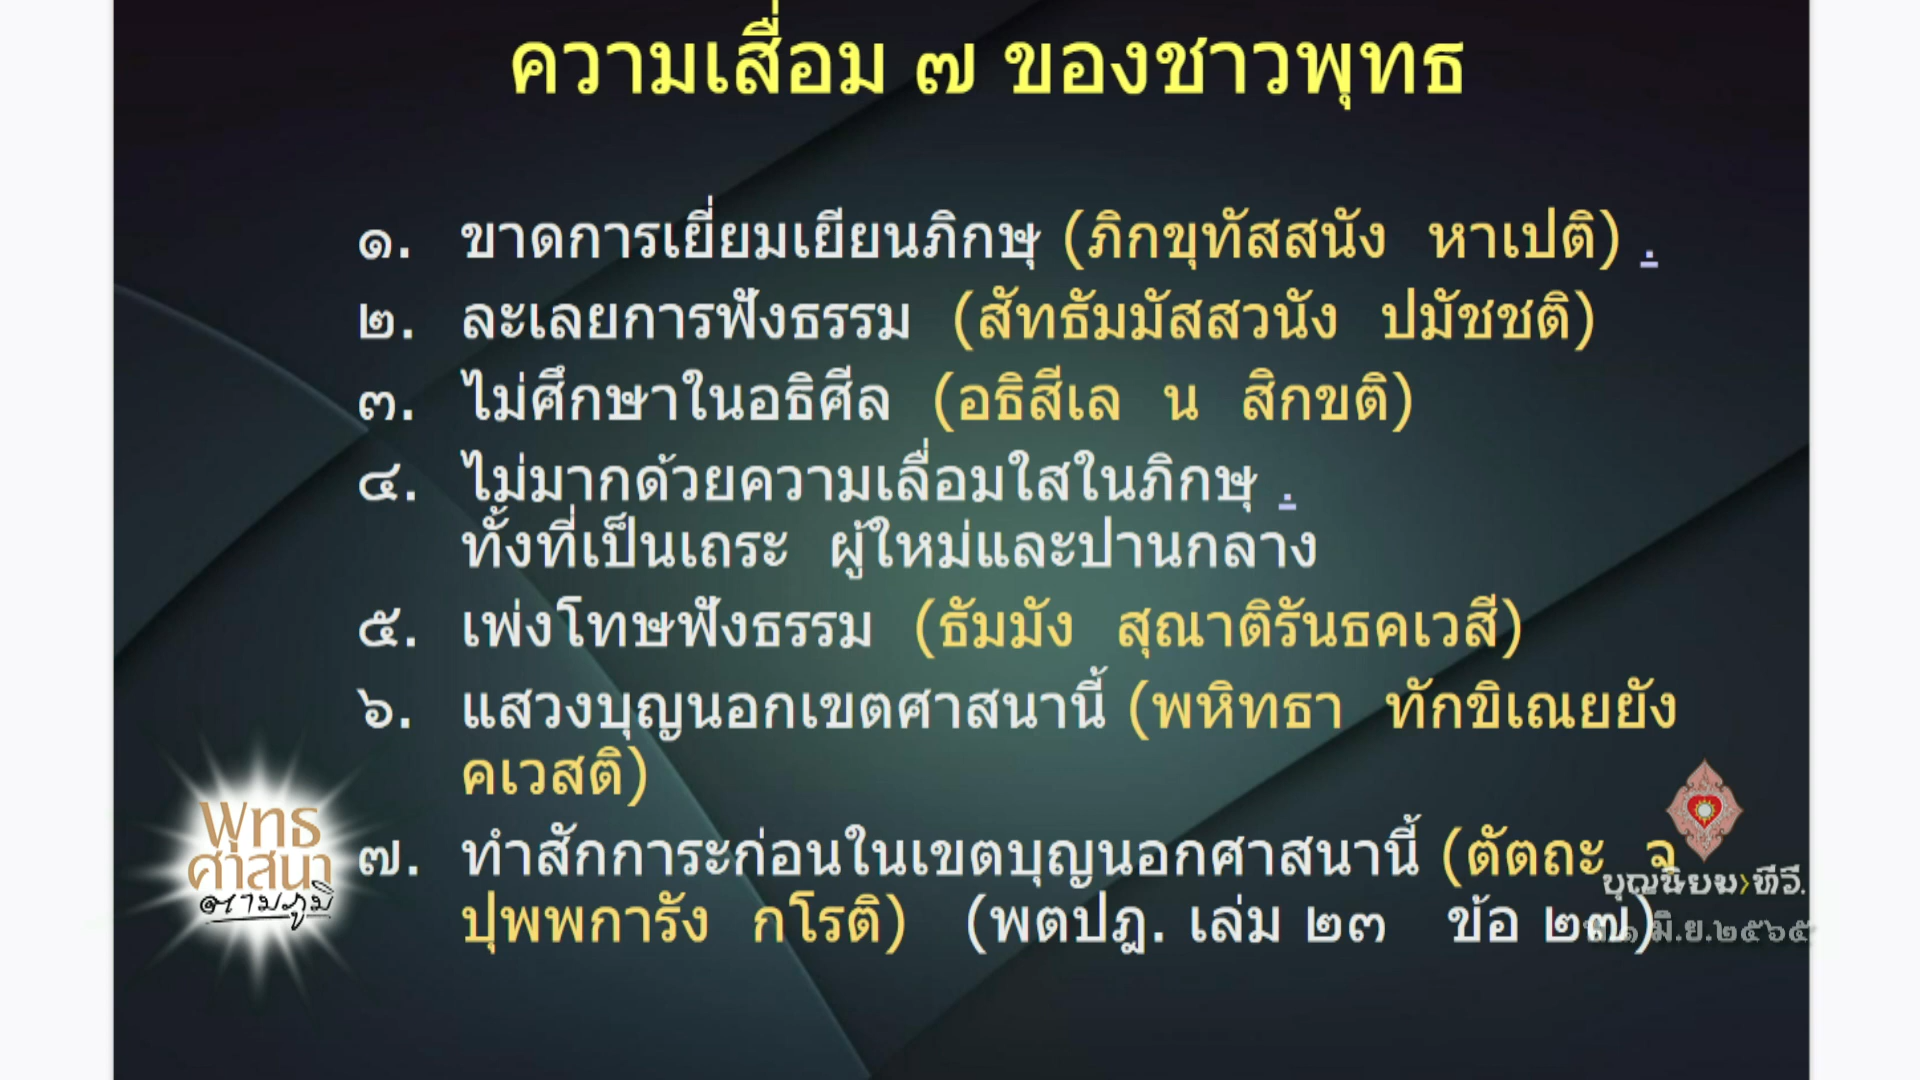 ความเสื่อม ๗ ของชาวพุทธ
๑. ขาดการเยี่ยมเยียนภิกษุ (ภิกขุทัสสนัง หาเปติ) .
๒. ละเลยการฟังธรรม (สัทธัมมัสสวนัง ปมัชชติ)
๓. ไม่ศึกษาในอธิศีล (อธิสีเล น สิกขติ)
๔. ไม่มากด้วยความเลื่อมใสในภิกษุ .
ทั้งที่เป็นเถระ ผู้ใหม่และปานกลาง
๕. เพ่งโทษฟังธรรม (ธัมมัง สุณาติรันธคเวสี)
๖. แสวงบุญนอกเขตศาสนานี้ (พหิทธา ทักขิเณยยัง
คเวสติ)
๗. ทำสักการะก่อนในเขตบุญนอกศาสนานี้ (ตัตถะ จ
ปุพพการัง กโรติ) (พตปฎ. เล่ม ๒๓ ข้อ ๒๗)
พุทธ
ศาสนา
ตามภูมิ
บุญนิยม>ทีวี.
มิ.ย.๒๕๖๕